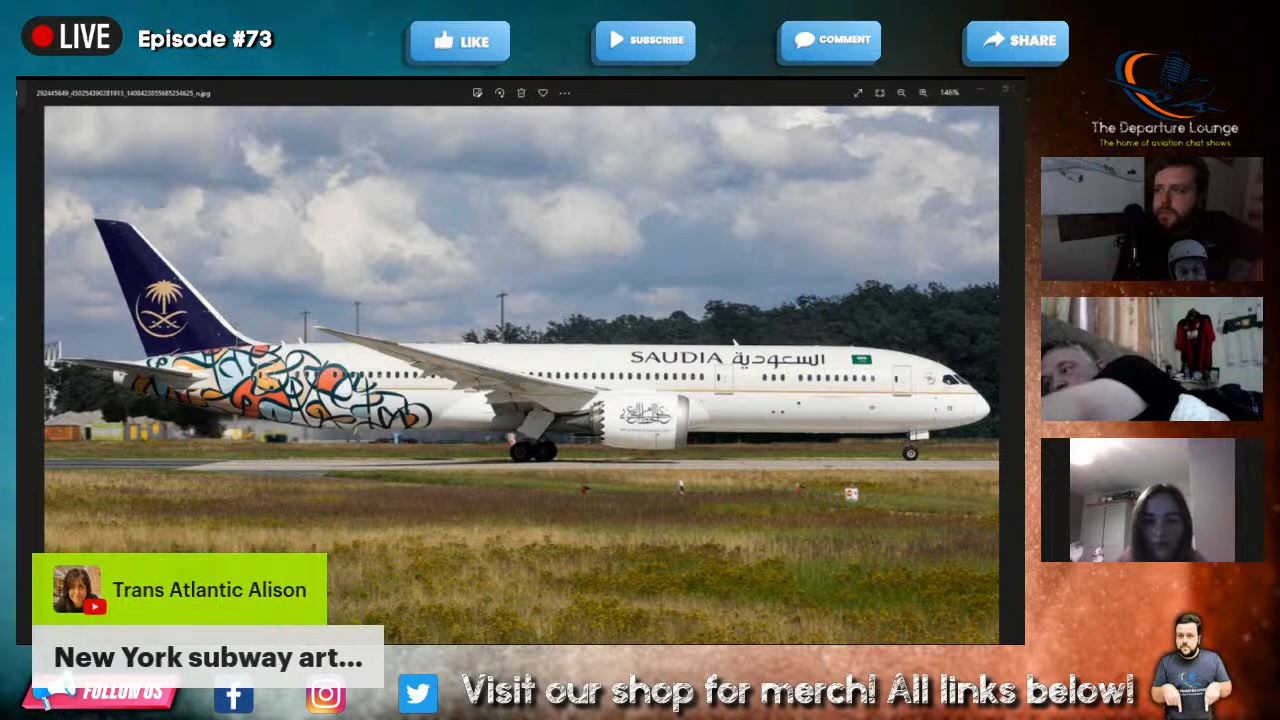 LIVE
Episode #73
LIKE
SUBSCRIBE
COMMENT
SHARE
The Departure Lounge
The home of aviation chat shows
146%
SAUDIA السعودية
Trans Atlantic Alison
New York subway art...
FOLLOW US
Visit our shop for merch! All links below!